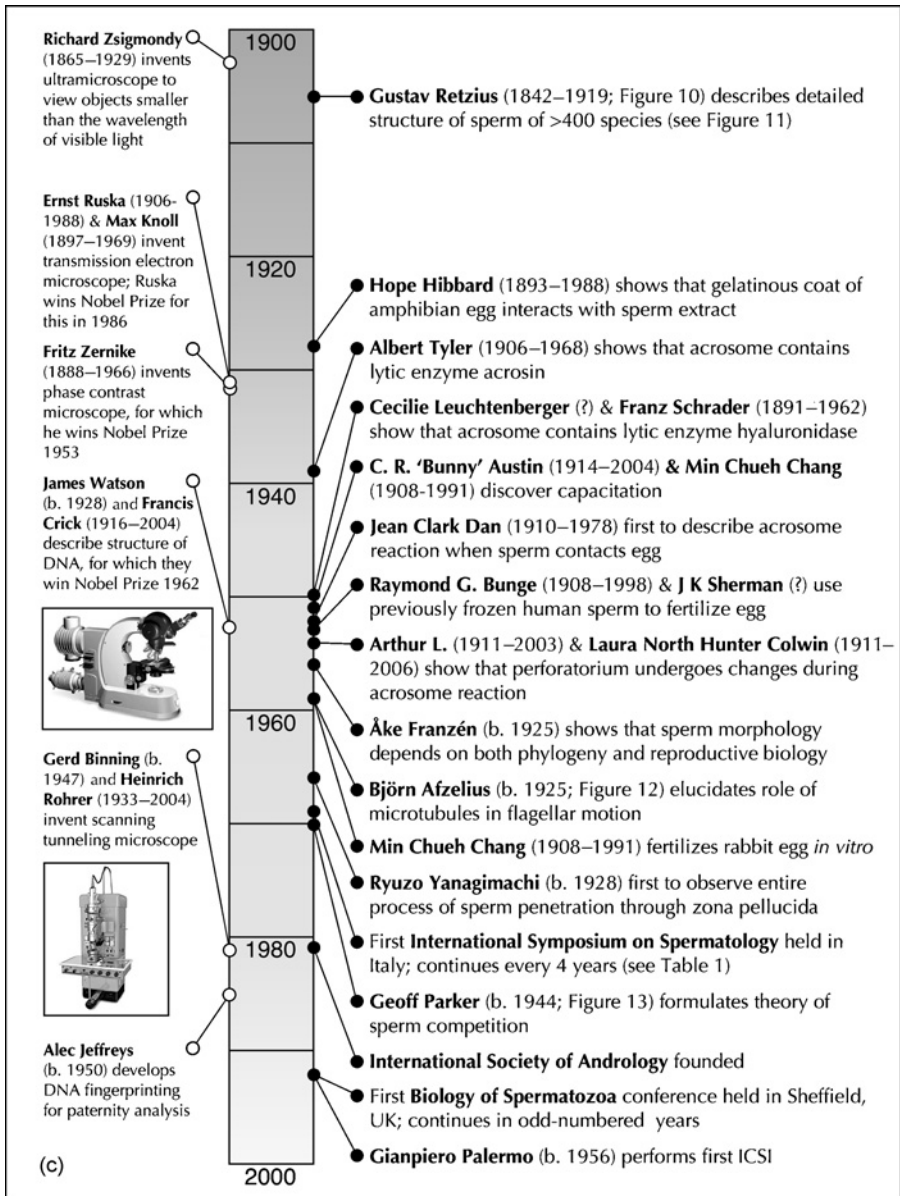 Richard Zsigmondy
(1865–1929) invents
ultramicroscope to
view objects smaller
than the wavelength
of visible light
Ernst Ruska (1906-
1988) & Max Knoll
(1897–1969) invent
transmission electron
microscope; Ruska
wins Nobel Prize for
this in 1986
Fritz Zernike
(1888–1966) invents
phase contrast
microscope, for which
he wins Nobel Prize
1953
James Watson
(b. 1928) and Francis
Crick (1916–2004)
describe structure of
DNA, for which they
win Nobel Prize 1962
Gerd Binning (b.
1947) and Heinrich
Rohrer (1933–2004)
invent scanning
tunneling microscope
Alec Jeffreys
(b. 1950) develops
DNA fingerprinting
for paternity analysis
(c)
1900
1920
1940
1960
1980
2000
Gustav Retzius (1842–1919; Figure 10) describes detailed
structure of sperm of >400 species (see Figure 11)
Hope Hibbard (1893–1988) shows that gelatinous coat of
amphibian egg interacts with sperm extract
Albert Tyler (1906–1968) shows that acrosome contains
lytic enzyme acrosin
Cecilie Leuchtenberger (?) & Franz Schrader (1891–1962)
show that acrosome contains lytic enzyme hyaluronidase
C. R. ‘Bunny’ Austin (1914–2004) & Min Chueh Chang
(1908-1991) discover capacitation
Jean Clark Dan (1910–1978) first to describe acrosome
reaction when sperm contacts egg
Raymond G. Bunge (1908–1998) & J K Sherman (?) use
previously frozen human sperm to fertilize egg
Arthur L. (1911–2003) & Laura North Hunter Colwin (1911–
2006) show that perforatorium undergoes changes during
acrosome reaction
Åke Franzén (b. 1925) shows that sperm morphology
depends on both phylogeny and reproductive biology
Björn Afzelius (b. 1925; Figure 12) elucidates role of
microtubules in flagellar motion
Min Chueh Chang (1908–1991) fertilizes rabbit egg in vitro
Ryuzo Yanagimachi (b. 1928) first to observe entire
process of sperm penetration through zona pellucida
First International Symposium on Spermatology held in
Italy; continues every 4 years (see Table 1)
Geoff Parker (b. 1944; Figure 13) formulates theory of
sperm competition
International Society of Andrology founded
First Biology of Spermatozoa conference held in Sheffield,
UK; continues in odd-numbered years
Gianpiero Palermo (b. 1956) performs first ICSI